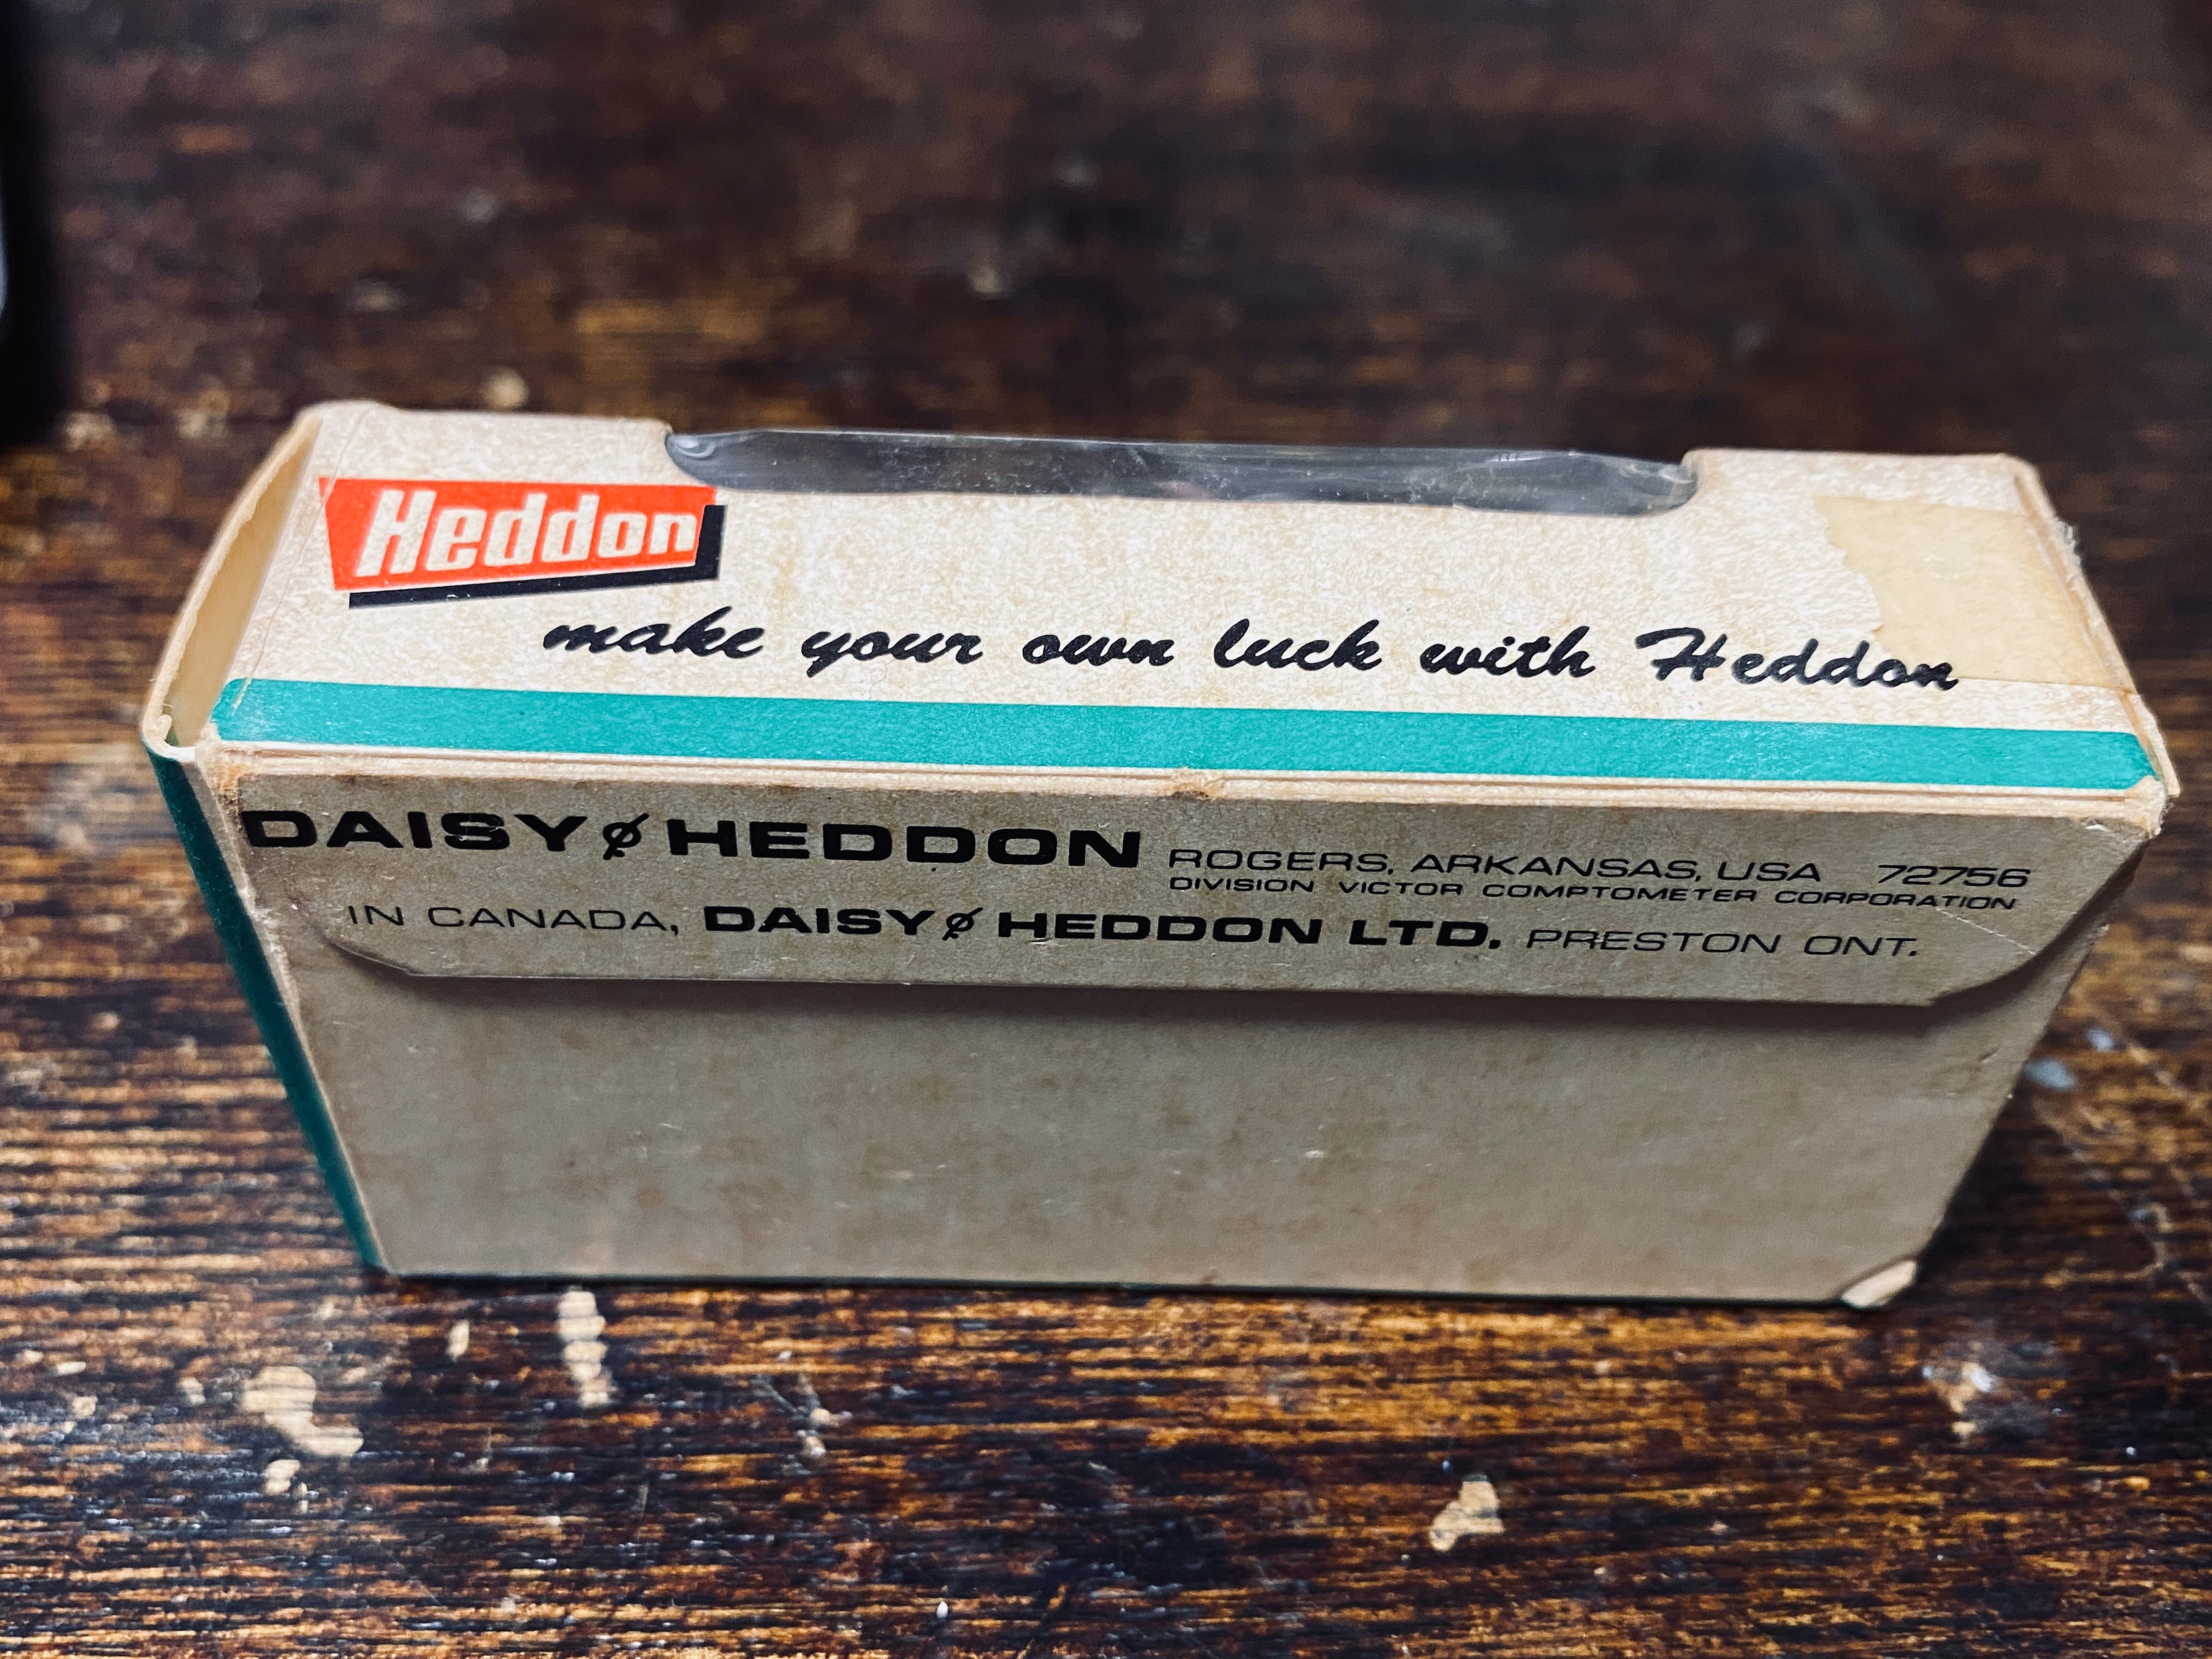 Heddon
make your own luck with Heddon
DAISY & HEDDON ROGERS, ARKANSAS, USA 72756
DIVISION VICTOR COMPTOMETER CORPORATION
IN CANADA, DAISY & HEDDON LTD. PRESTON ONT.